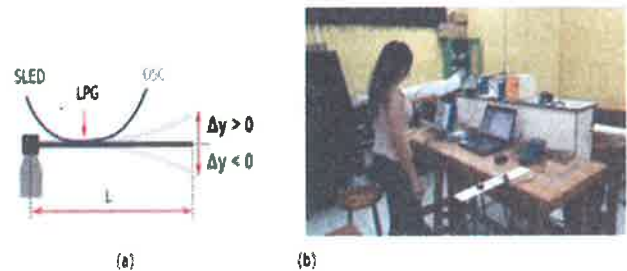 SLED
OSC
LPG
Δy > 0
Δy < 0
L
(a)
(b)